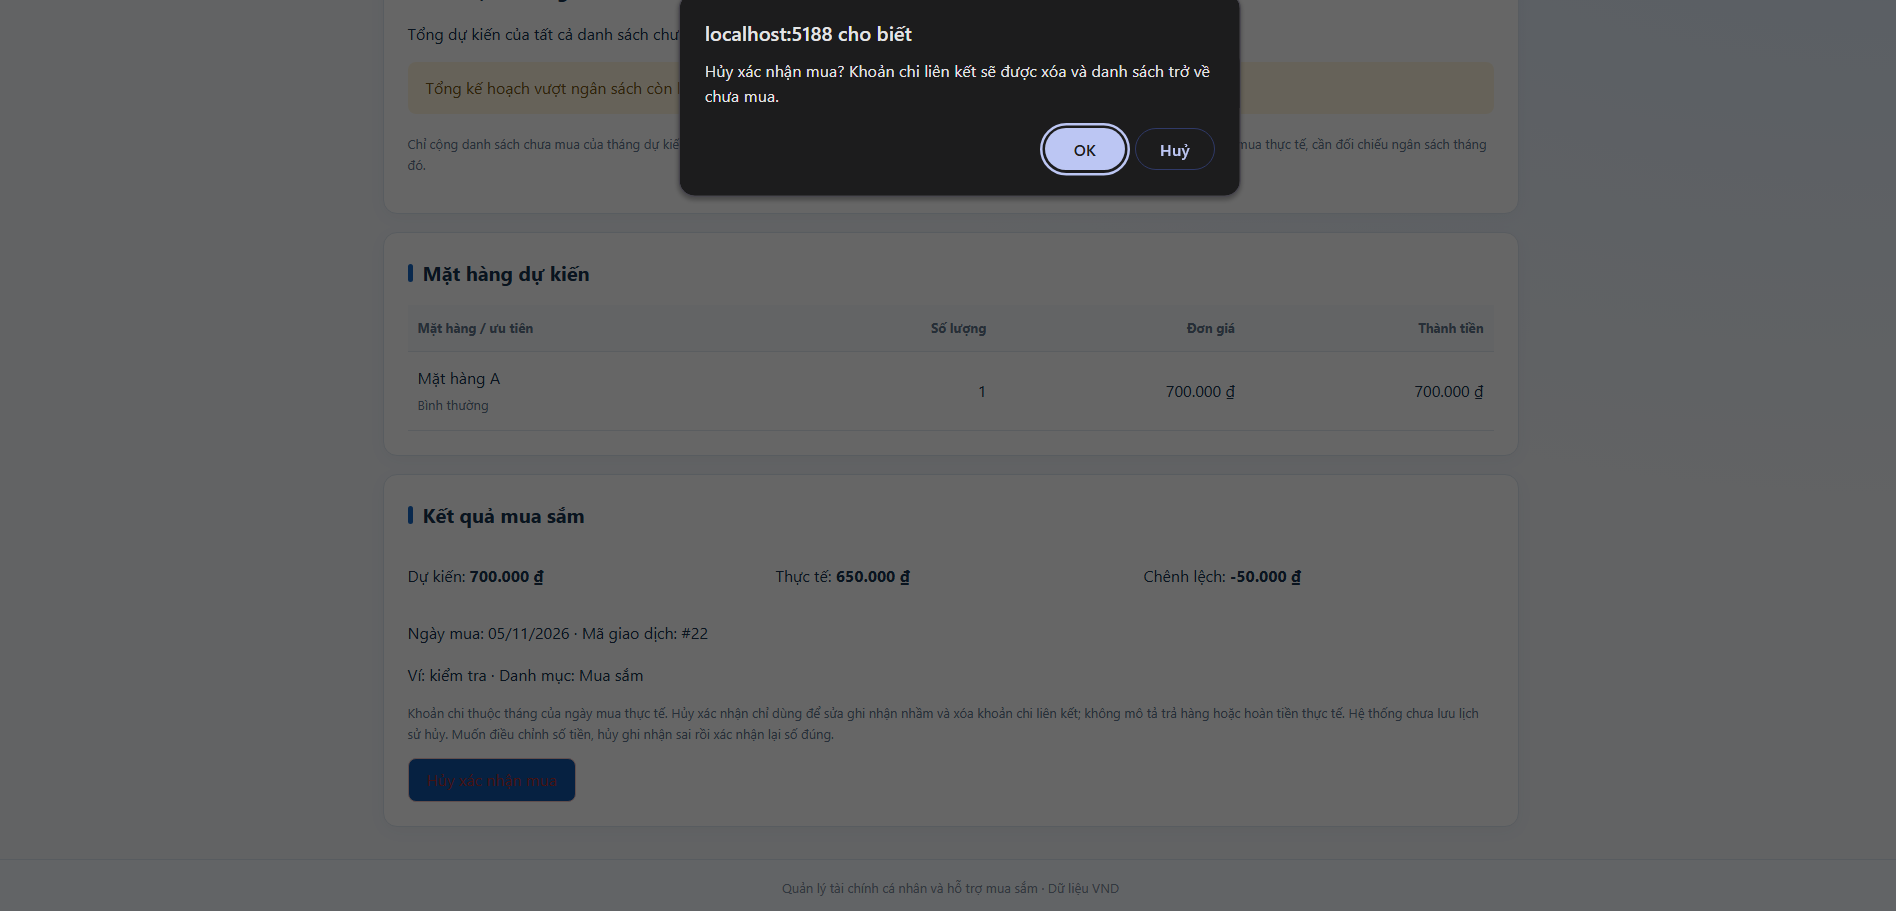 localhost:5188 cho biết
Hủy xác nhận mua? Khoản chi liên kết sẽ được xóa và danh sách trở về
chưa mua.
OK
Huỷ
Tổng dự kiến của tất cả danh sách chư
Tổng kế hoạch vượt ngân sách còn
Chỉ cộng danh sách chưa mua của tháng dự kiế
mua thực tế, cần đối chiếu ngân sách tháng
đó.
Mặt hàng dự kiến
Mặt hàng / ưu tiên Số lượng Đơn giá Thành tiền
Mặt hàng A 1 700.000 ₫ 700.000 ₫
Bình thường
Kết quả mua sắm
Dự kiến: 700.000 ₫ Thực tế: 650.000 ₫ Chênh lệch: -50.000 ₫
Ngày mua: 05/11/2026 · Mã giao dịch: #22
Ví: kiểm tra · Danh mục: Mua sắm
Khoản chi thuộc tháng của ngày mua thực tế. Hủy xác nhận chỉ dùng để sửa ghi nhận nhầm và xóa khoản chi liên kết; không mô tả trả hàng hoặc hoàn tiền thực tế. Hệ thống chưa lưu lịch
sử hủy. Muốn điều chỉnh số tiền, hủy ghi nhận sai rồi xác nhận lại số đúng.
Hủy xác nhận mua
Quản lý tài chính cá nhân và hỗ trợ mua sắm · Dữ liệu VND